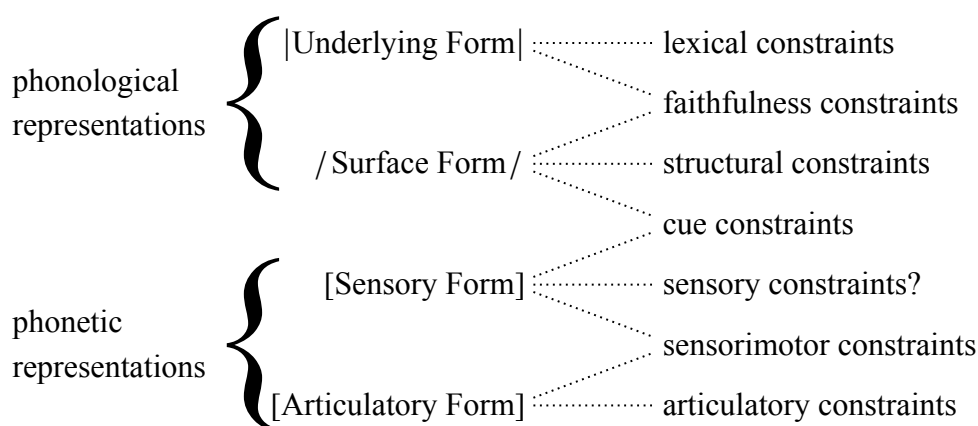 |Underlying Form|
lexical constraints
phonological
representations
faithfulness constraints
/Surface Form/
structural constraints
cue constraints
[Sensory Form]
sensory constraints?
phonetic
representations
sensorimotor constraints
[Articulatory Form]
articulatory constraints